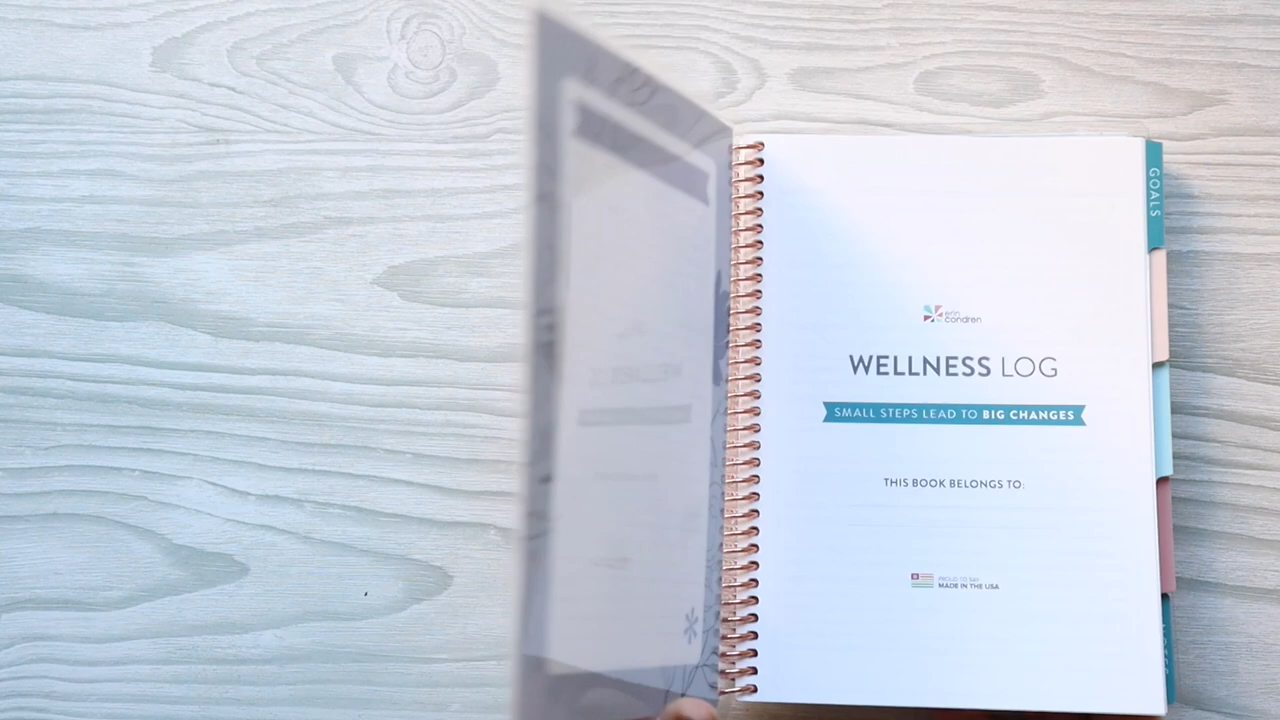 GOALS
erin
condren
WELLNESS LOG
SMALL STEPS LEAD TO BIG CHANGES
THIS BOOK BELONGS TO:
PROUD TO SAY
MADE IN THE USA
NOTES